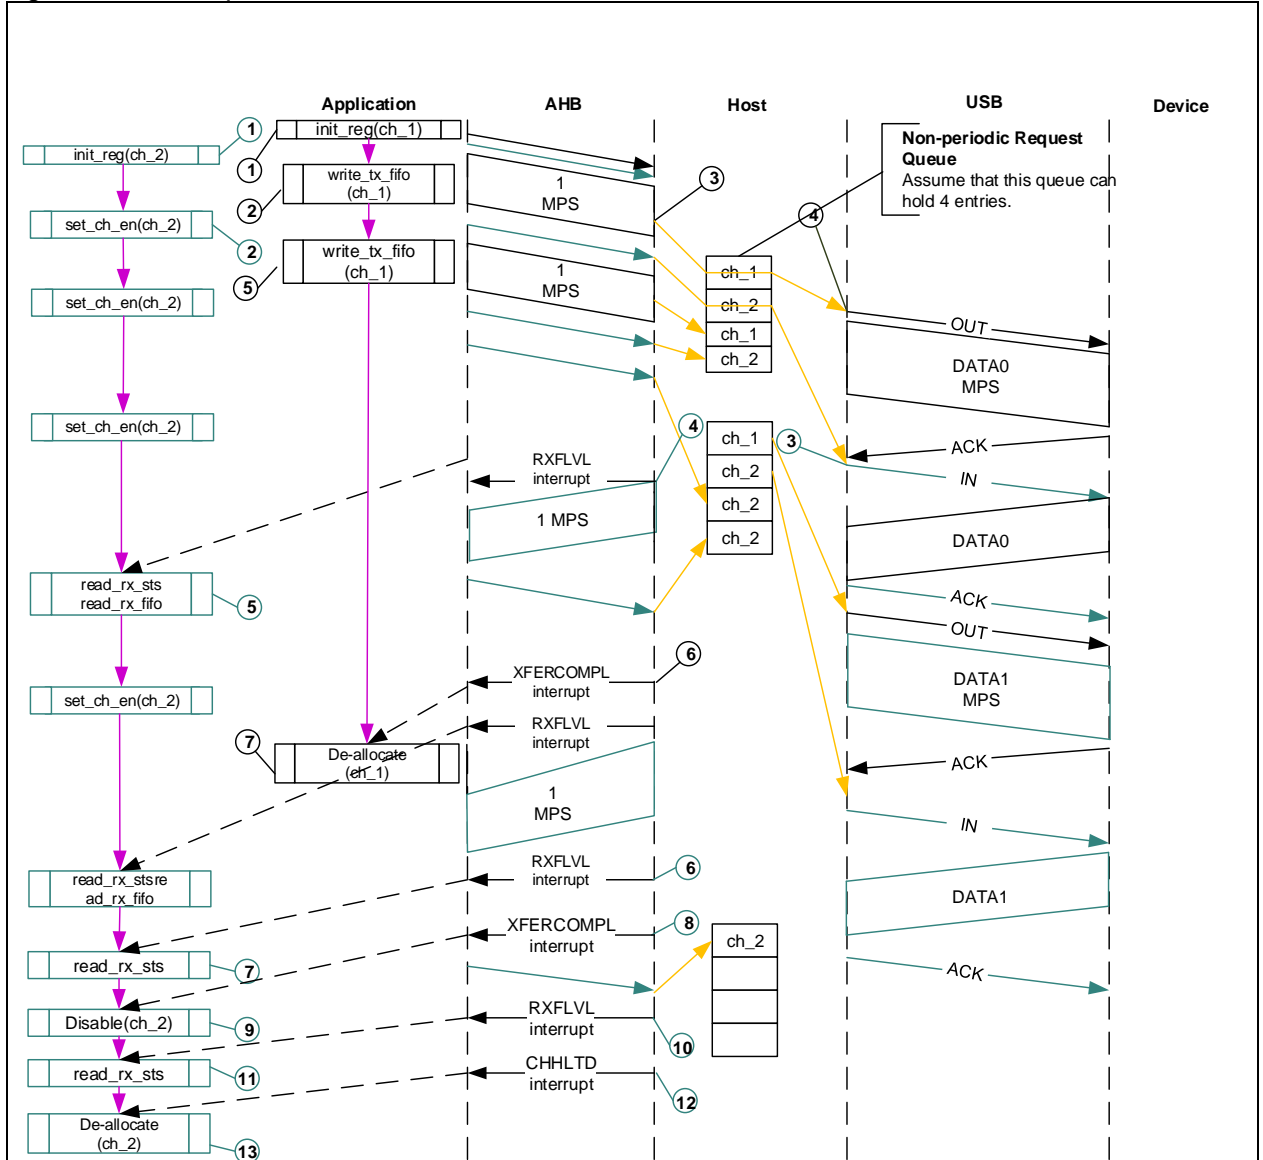 Application
AHB
Host
USB
Device
1
init_reg(ch_1)
init_reg(ch_2)
1
Non-periodic Request
Queue
Assume that this queue can
hold 4 entries.
write_tx_fifo
(ch_1)
2
1
MPS
3
4
set_ch_en(ch_2)
2
write_tx_fifo
(ch_1)
5
1
MPS
ch_1
ch_2
ch_1
ch_2
set_ch_en(ch_2)
OUT
DATA0
MPS
set_ch_en(ch_2)
4
ch_1
ch_2
ch_2
ch_2
3
ACK
IN
RXFLVL
interrupt
1 MPS
DATA0
read_rx_sts
read_rx_fifo
5
ACK
OUT
6
XFERCOMPL
interrupt
DATA1
MPS
set_ch_en(ch_2)
RXFLVL
interrupt
7
De-allocate
(ch_1)
ACK
1
MPS
IN
RXFLVL
interrupt
6
read_rx_stsre
ad_rx_fifo
DATA1
XFERCOMPL
interrupt
8
ch_2
read_rx_sts
7
ACK
RXFLVL
interrupt
Disable(ch_2)
9
10
CHHLTD
interrupt
read_rx_sts
11
12
De-allocate
(ch_2)
13